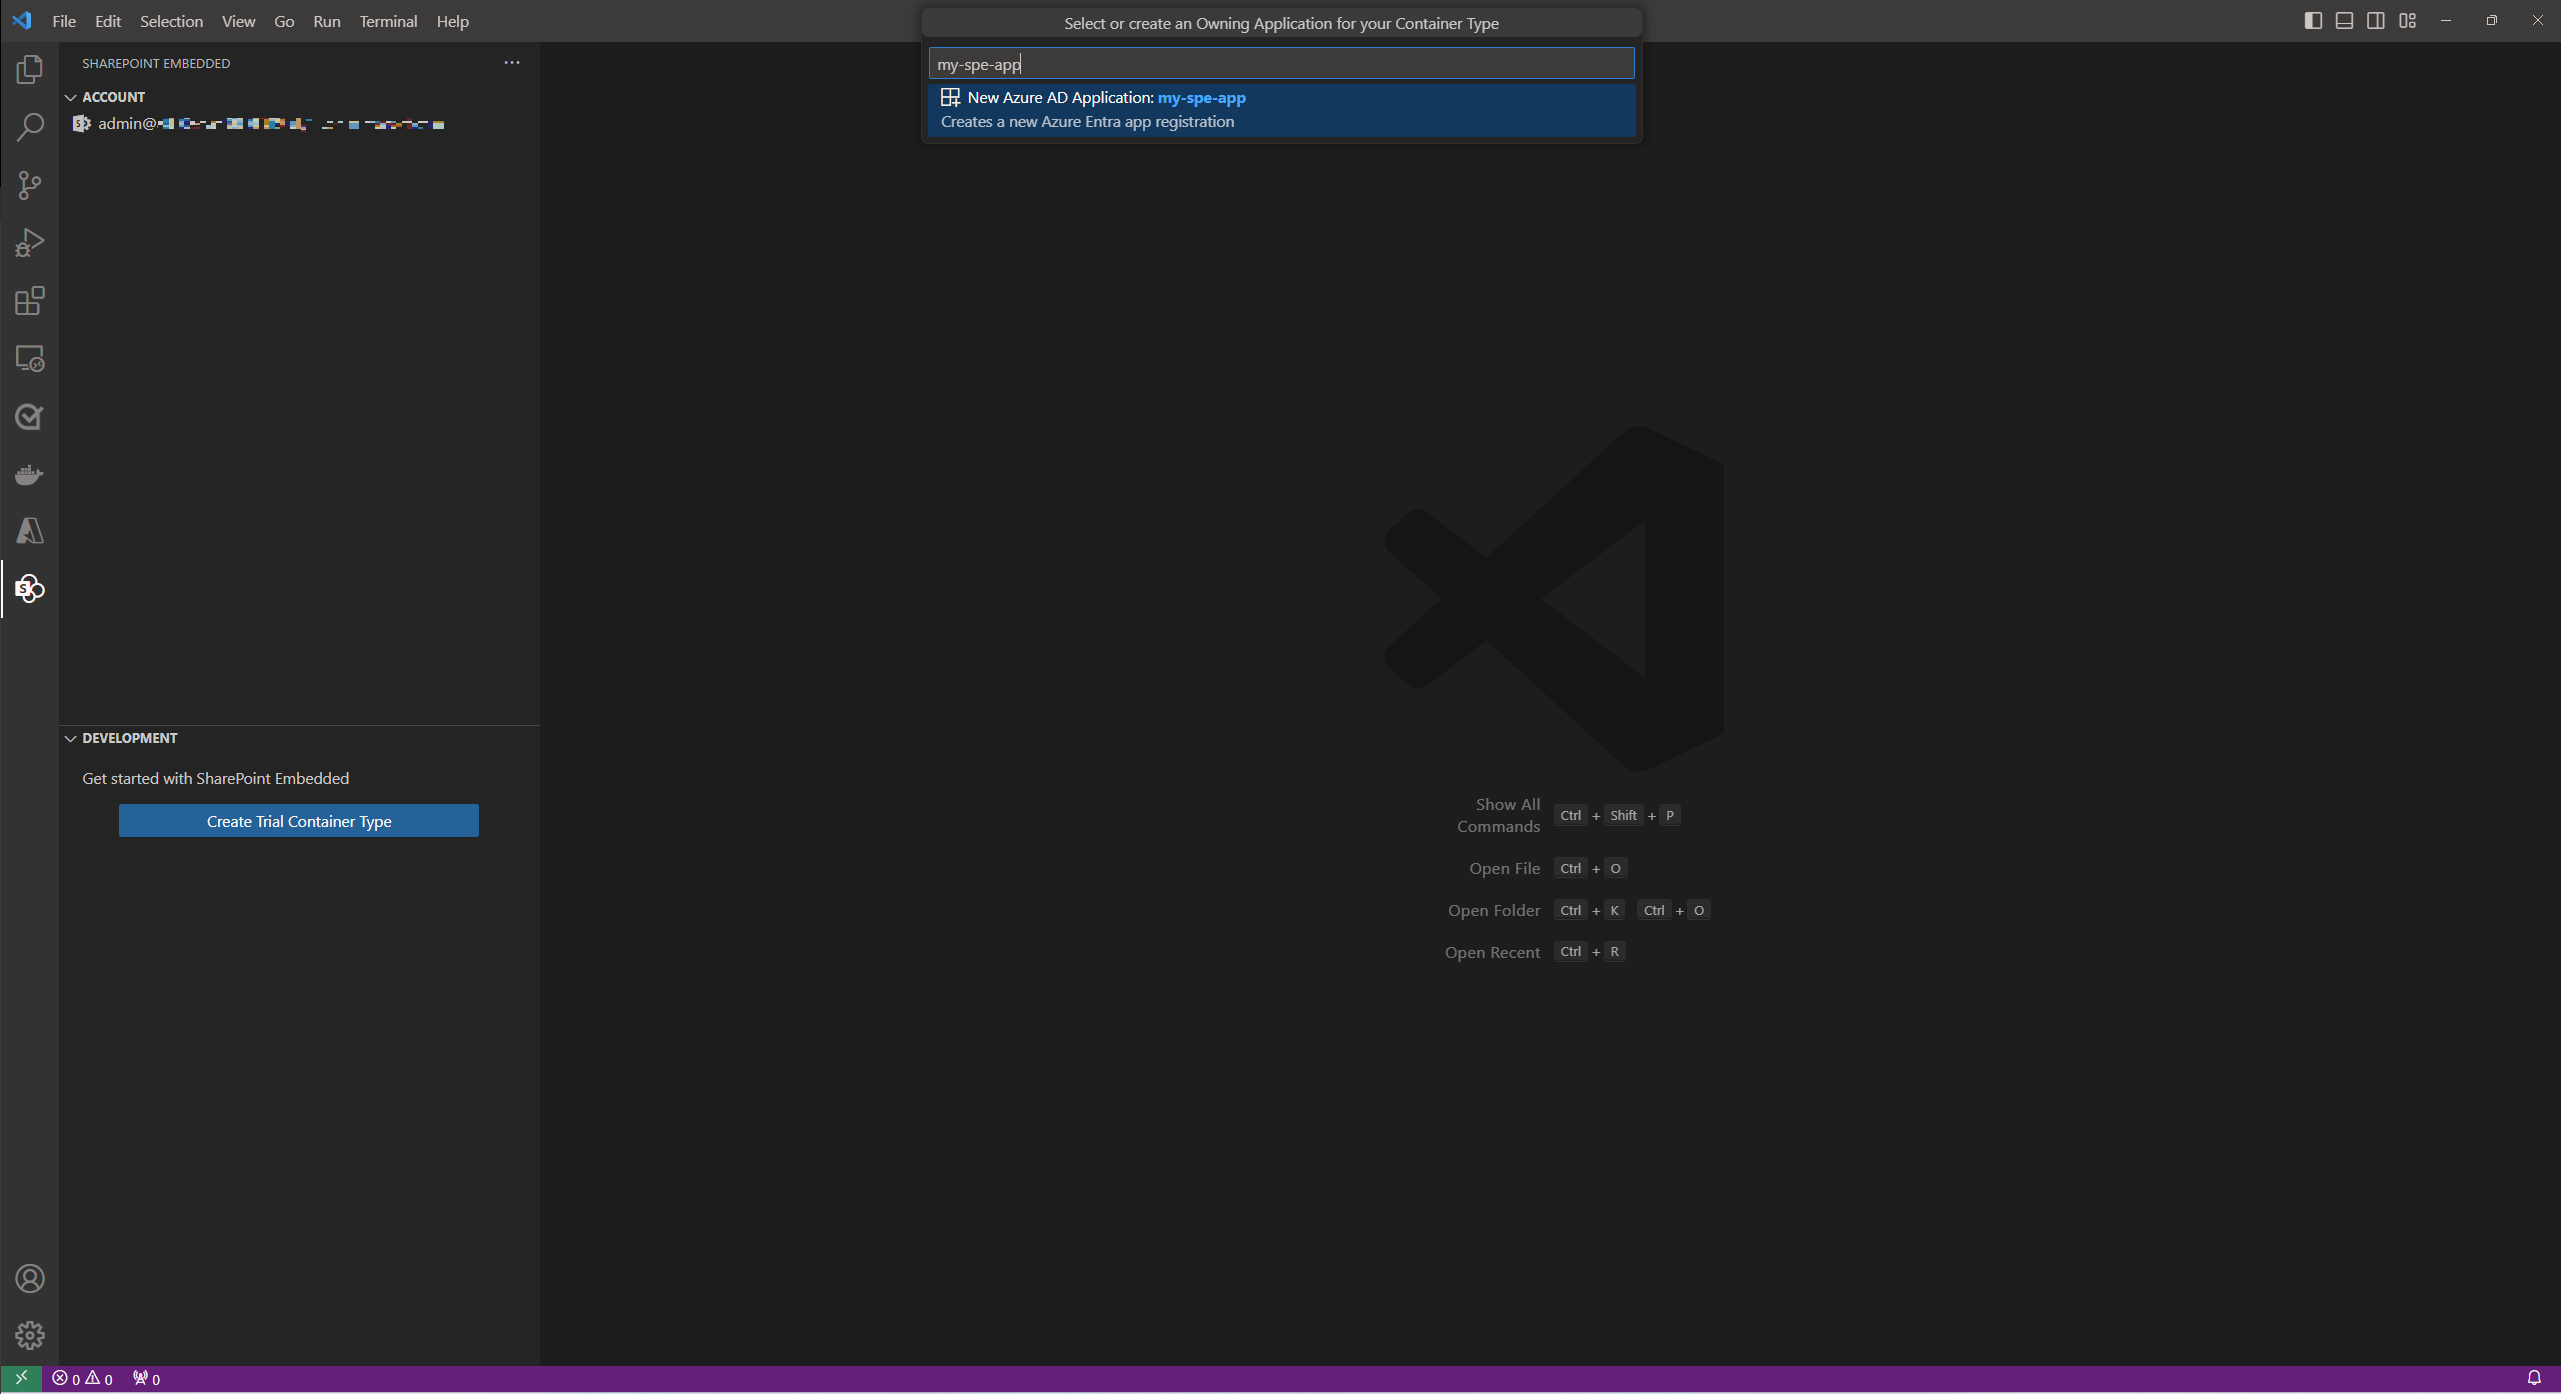 File Edit Selection View Go Run Terminal Help
Select or create an Owning Application for your Container Type
my-spe-app
New Azure AD Application: my-spe-app
Creates a new Azure Entra app registration
SHAREPOINT EMBEDDED
ACCOUNT
admin@
DEVELOPMENT
Get started with SharePoint Embedded
Create Trial Container Type
Show All
Commands
Ctrl + Shift + P
Open File Ctrl + O
Open Folder Ctrl + K Ctrl + O
Open Recent Ctrl + R
0 0 0